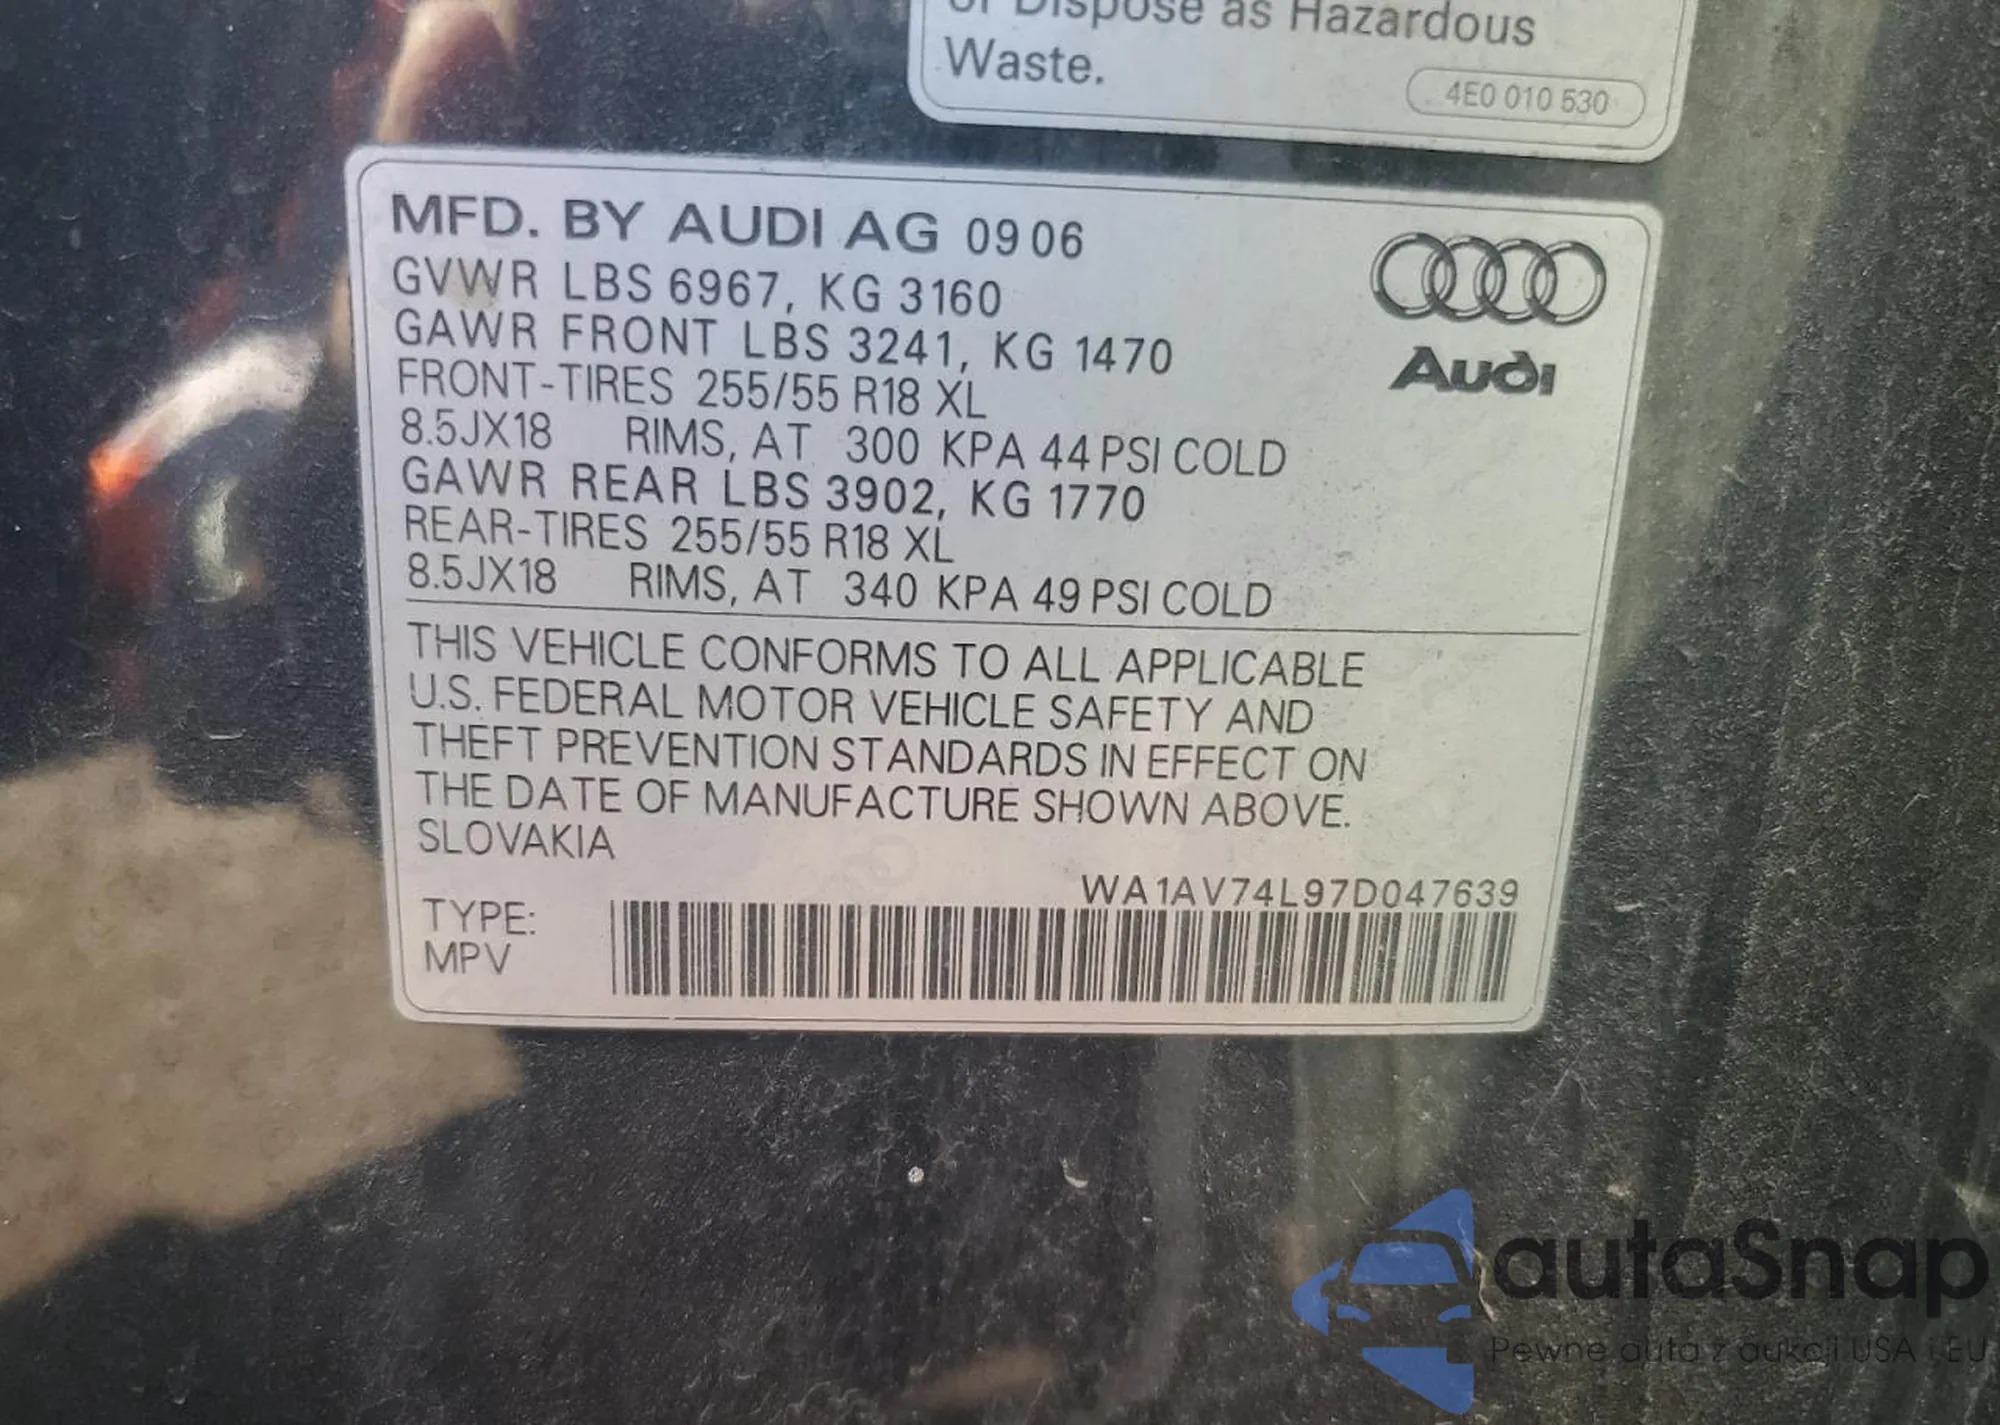 or Dispose as Hazardous
Waste.
4E0 010 530
MFD. BY AUDI AG 09 06
GVWR LBS 6967, KG 3160
GAWR FRONT LBS 3241, KG 1470
FRONT-TIRES 255/55 R18 XL
8.5JX18 RIMS, AT 300 KPA 44 PSI COLD
GAWR REAR LBS 3902, KG 1770
REAR-TIRES 255/55 R18 XL
8.5JX18 RIMS, AT 340 KPA 49 PSI COLD
Audi
THIS VEHICLE CONFORMS TO ALL APPLICABLE
U.S. FEDERAL MOTOR VEHICLE SAFETY AND
THEFT PREVENTION STANDARDS IN EFFECT ON
THE DATE OF MANUFACTURE SHOWN ABOVE.
SLOVAKIA
WA1AV74L97D047639
TYPE:
MPV
autaSnap
Pewne auta z aukcji USA i EU